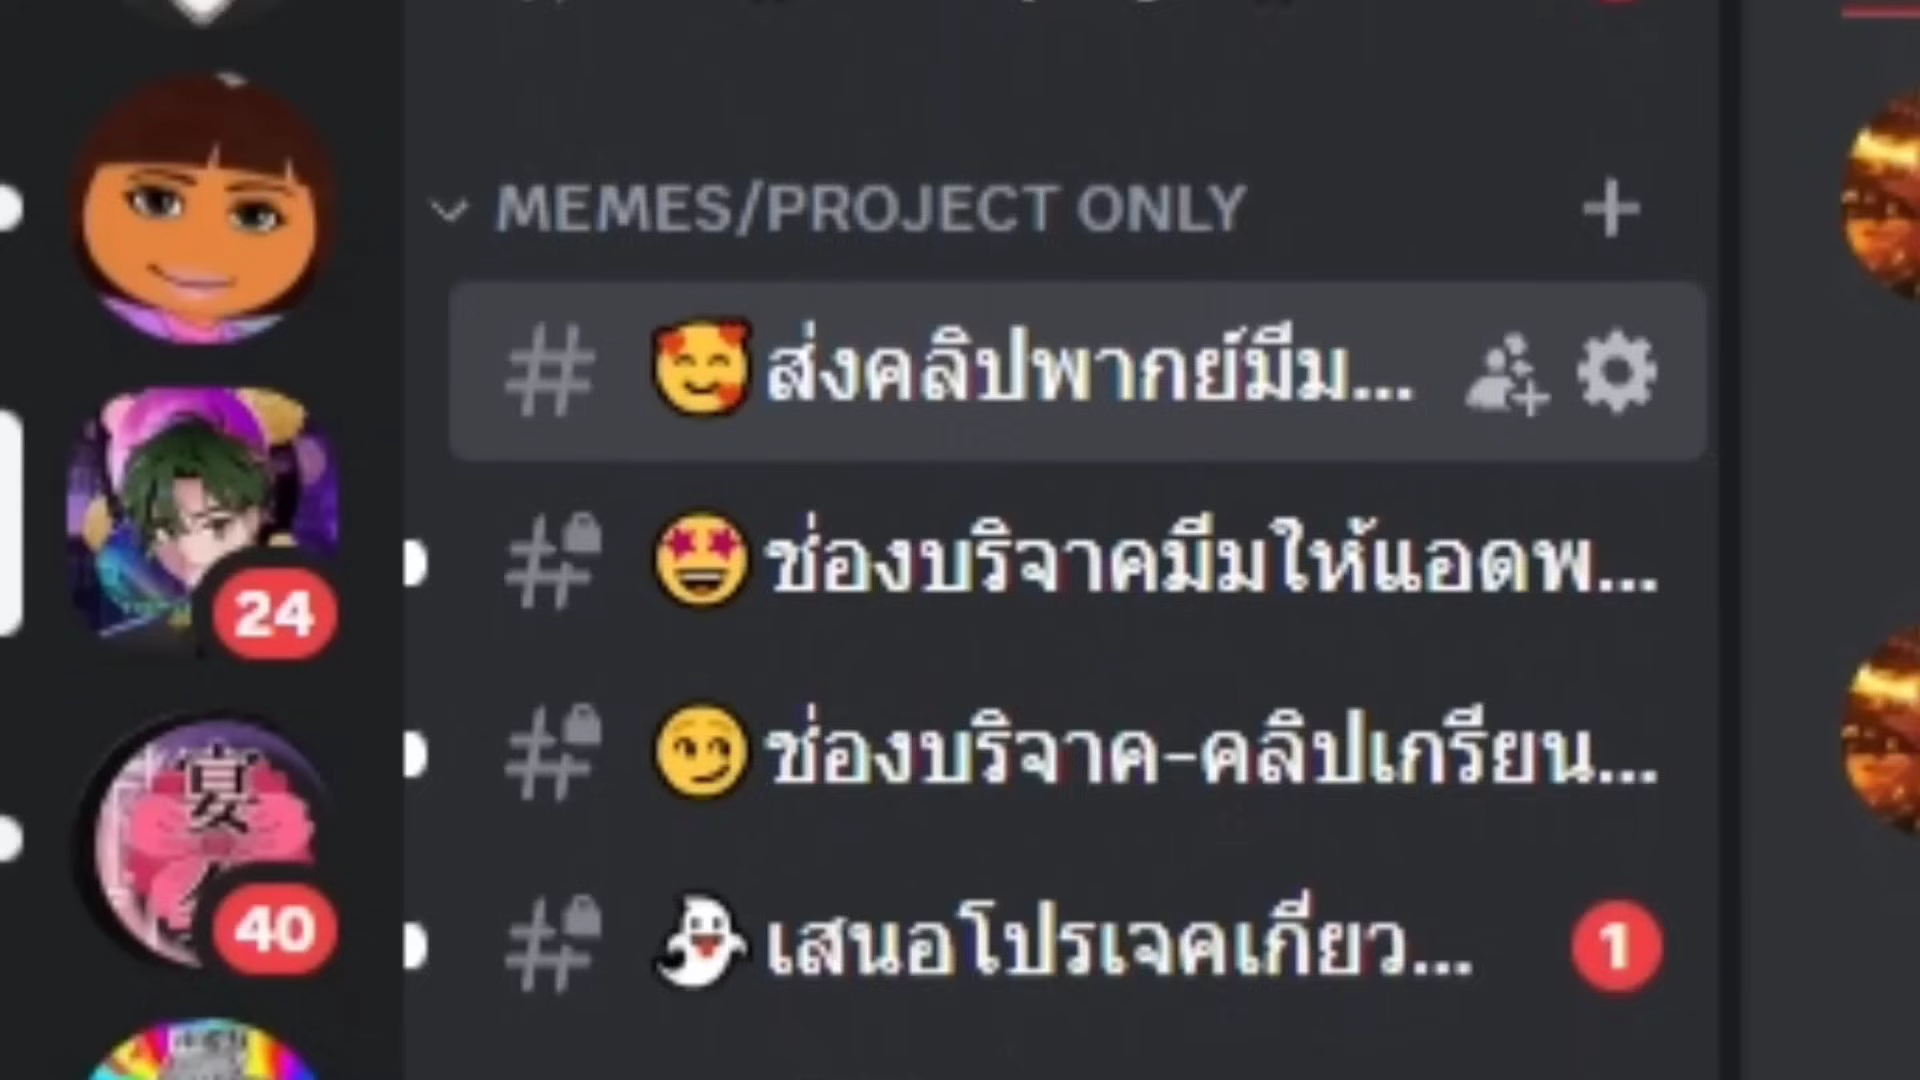 MEMES/PROJECT ONLY
🥰ส่งคลิปพากย์มีม...
🤩ช่องบริจาคมีมให้แอดพ...
😏ช่องบริจาค-คลิปเกรียน...
👻เสนอโปรเจคเกี่ยว...
1
24
宴
40